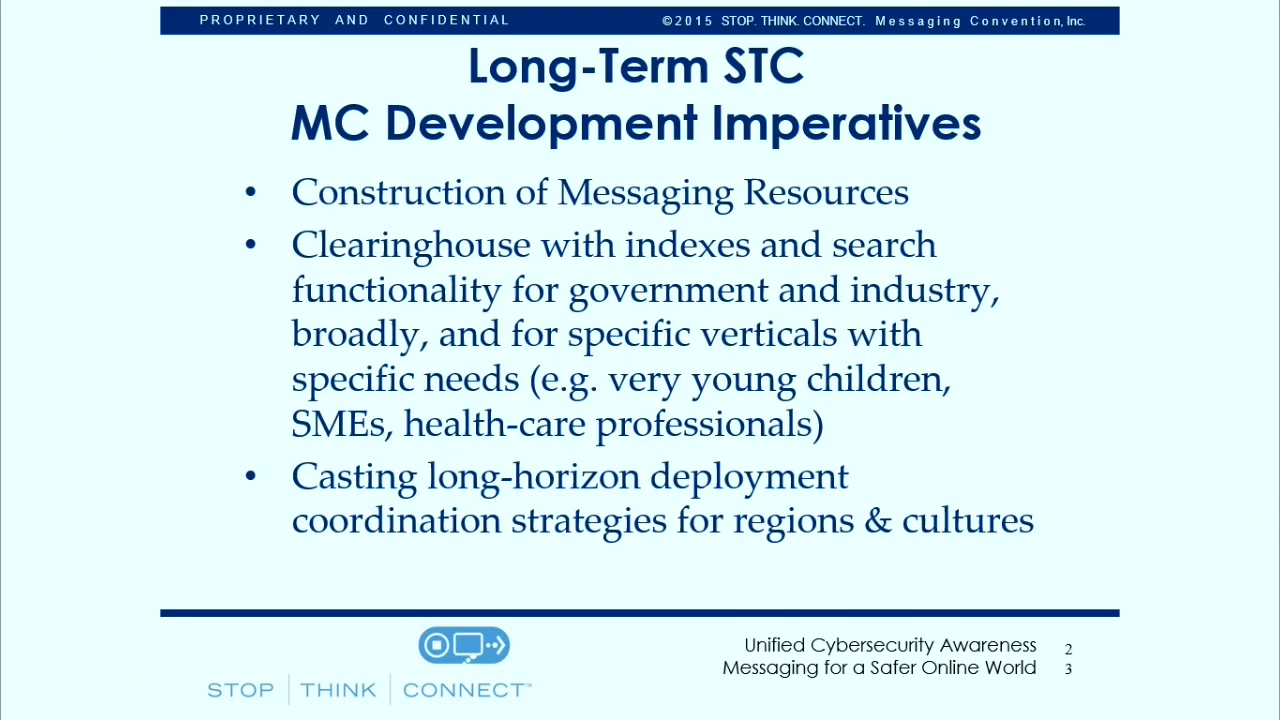 PROPRIETARY AND CONFIDENTIAL ©2015 STOP. THINK. CONNECT. Messaging Convention, Inc.
Long-Term STC
MC Development Imperatives
• Construction of Messaging Resources
• Clearinghouse with indexes and search
functionality for government and industry,
broadly, and for specific verticals with
specific needs (e.g. very young children,
SMEs, health-care professionals)
• Casting long-horizon deployment
coordination strategies for regions & cultures
STOP | THINK | CONNECT™
Unified Cybersecurity Awareness
Messaging for a Safer Online World
2
3